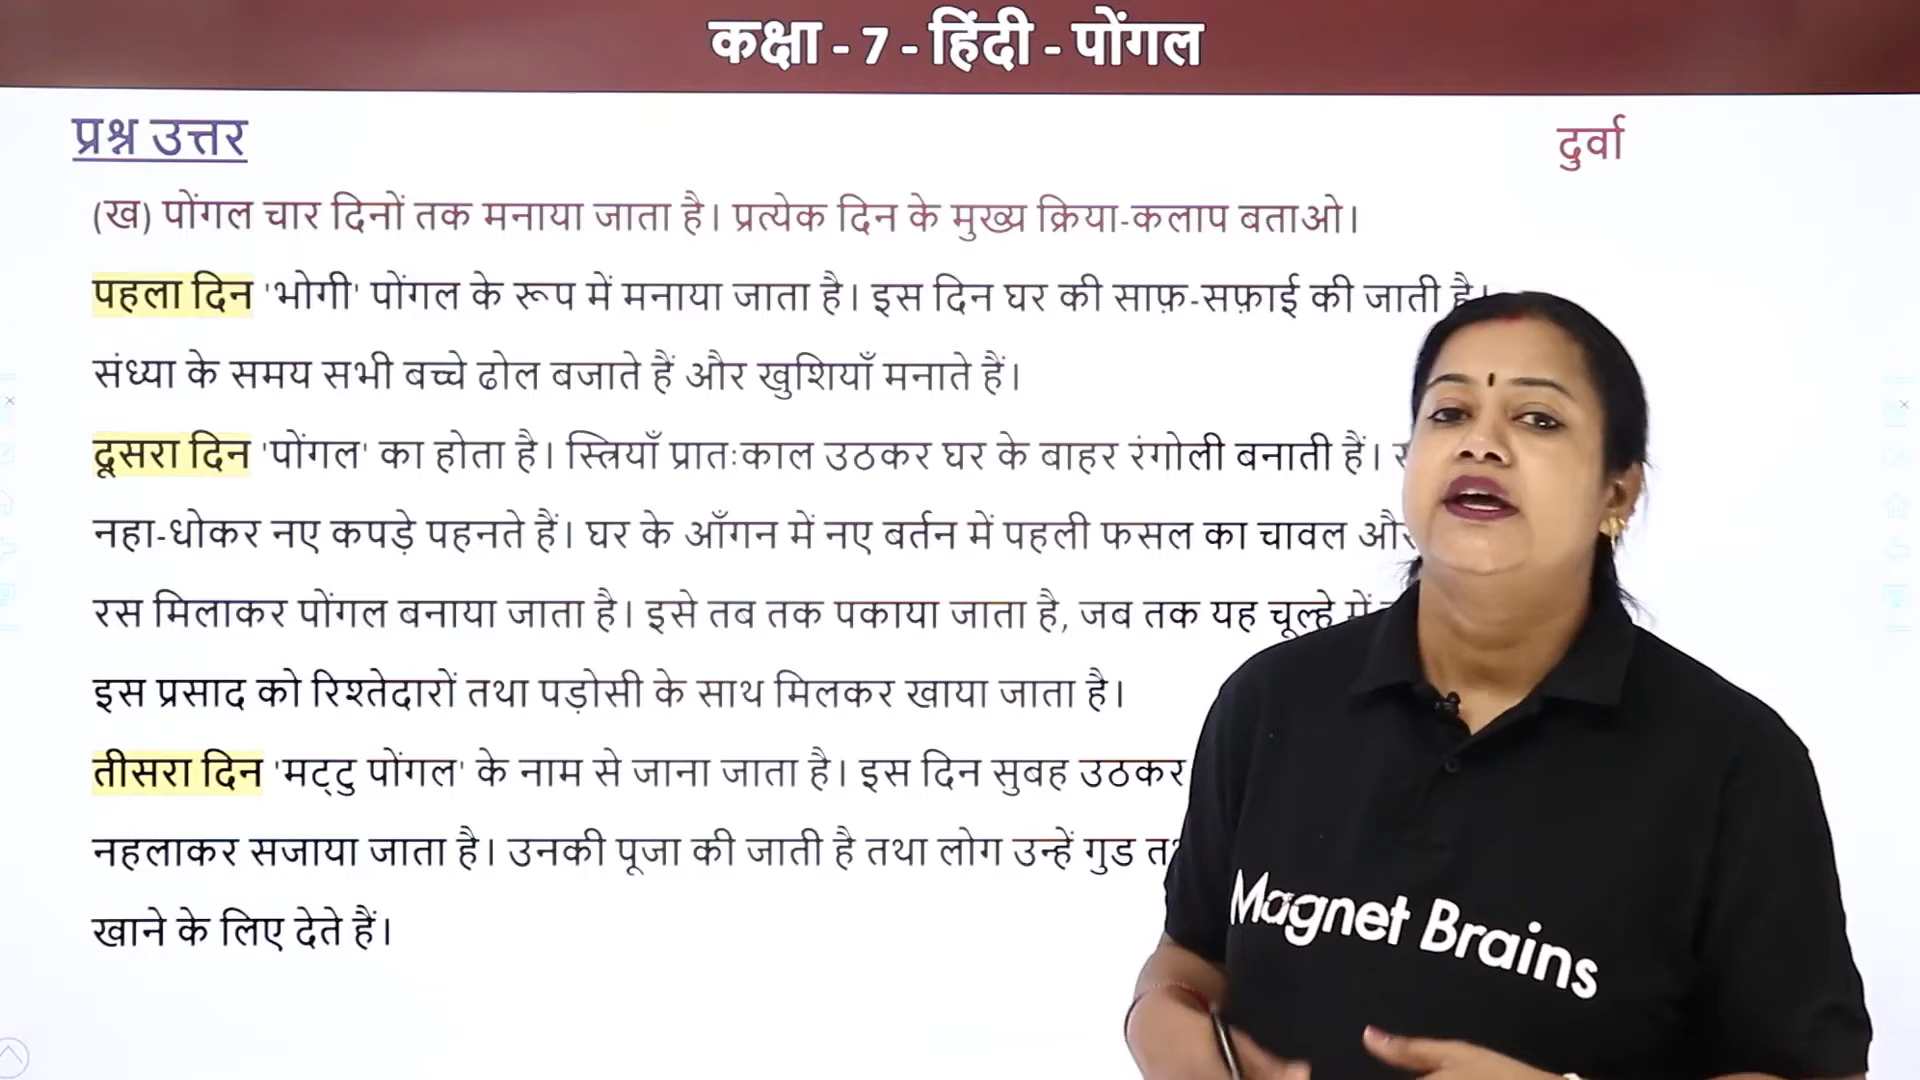 कक्षा - 7 - हिंदी - पोंगल
प्रश्न उत्तर
दुर्वा
(ख) पोंगल चार दिनों तक मनाया जाता है। प्रत्येक दिन के मुख्य क्रिया-कलाप बताओ।
पहला दिन 'भोगी' पोंगल के रूप में मनाया जाता है। इस दिन घर की साफ़-सफ़ाई की जाती है।
संध्या के समय सभी बच्चे ढोल बजाते हैं और खुशियाँ मनाते हैं।
दूसरा दिन 'पोंगल' का होता है। स्त्रियाँ प्रातःकाल उठकर घर के बाहर रंगोली बनाती हैं।
नहा-धोकर नए कपड़े पहनते हैं। घर के आँगन में नए बर्तन में पहली फसल का चावल
रस मिलाकर पोंगल बनाया जाता है। इसे तब तक पकाया जाता है, जब तक यह चूल्हे में
इस प्रसाद को रिश्तेदारों तथा पड़ोसी के साथ मिलकर खाया जाता है।
तीसरा दिन 'मट्टु पोंगल' के नाम से जाना जाता है। इस दिन सुबह उठकर
नहलाकर सजाया जाता है। उनकी पूजा की जाती है तथा लोग उन्हें गुड
खाने के लिए देते हैं।
Magnet Brains